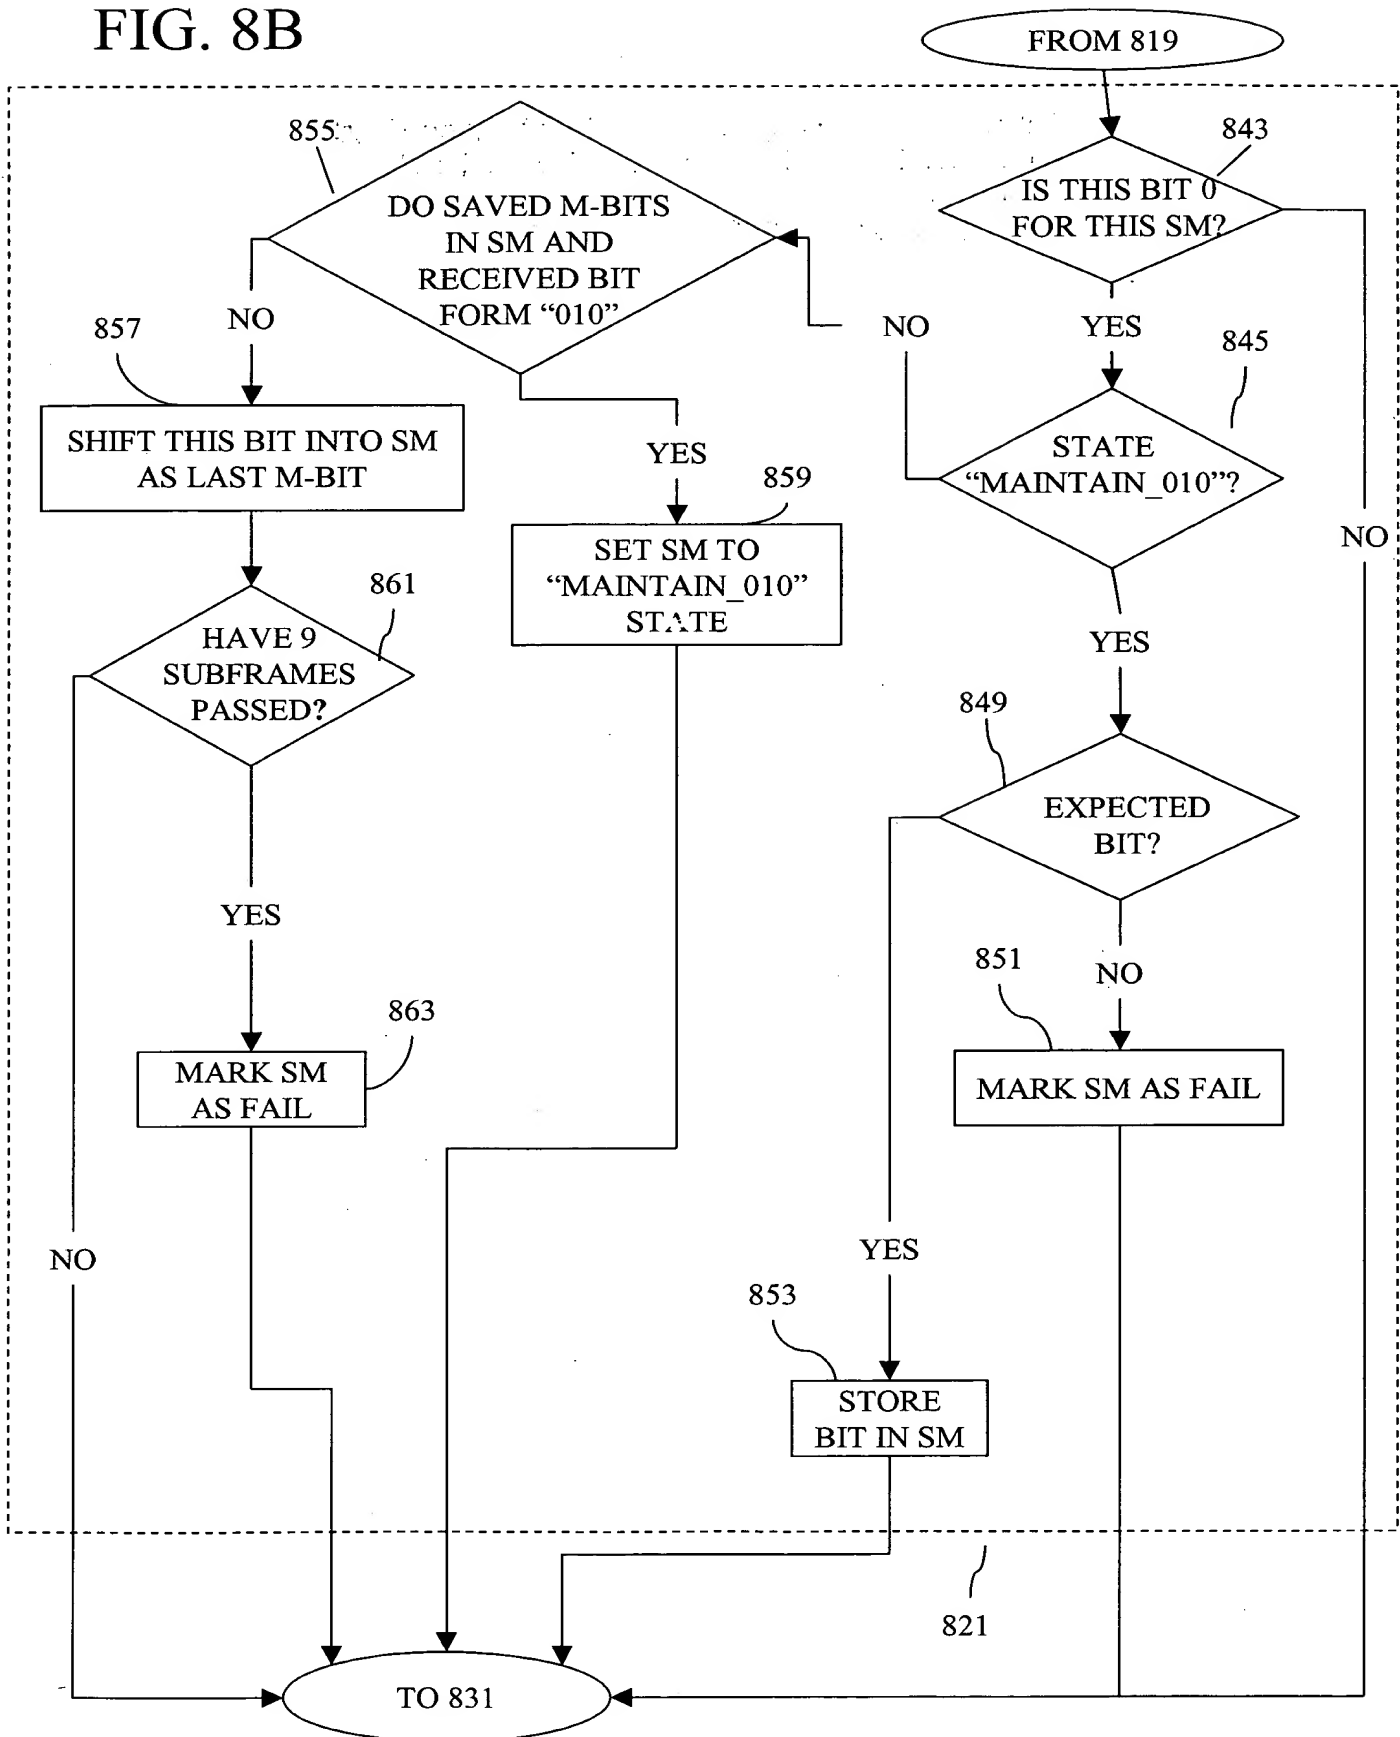 FIG. 8B
FROM 819
855
DO SAVED M-BITS
IN SM AND
RECEIVED BIT
FORM “010”
843
IS THIS BIT 0
FOR THIS SM?
NO
857
SHIFT THIS BIT INTO SM
AS LAST M-BIT
YES
859
SET SM TO
“MAINTAIN_010”
STATE
NO
YES
845
STATE
“MAINTAIN_010”?
NO
861
HAVE 9
SUBFRAMES
PASSED?
YES
849
EXPECTED
BIT?
YES
863
MARK SM
AS FAIL
NO
851
MARK SM AS FAIL
NO
YES
853
STORE
BIT IN SM
821
TO 831